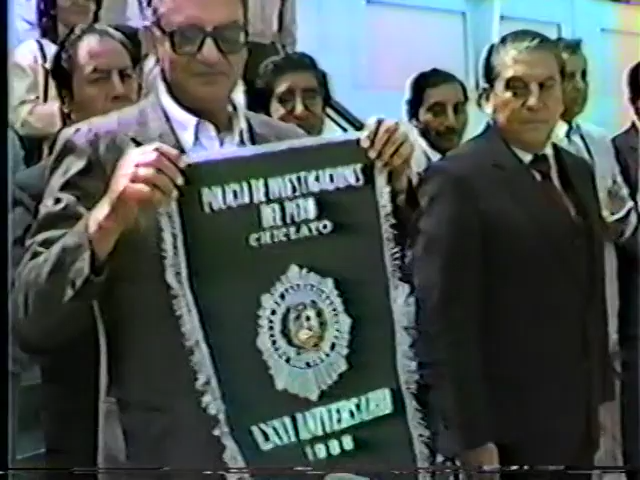 POLICIA DE INVESTIGACIONES
DEL PERU
CHICLAYO
LXVI ANIVERSARIO
1988